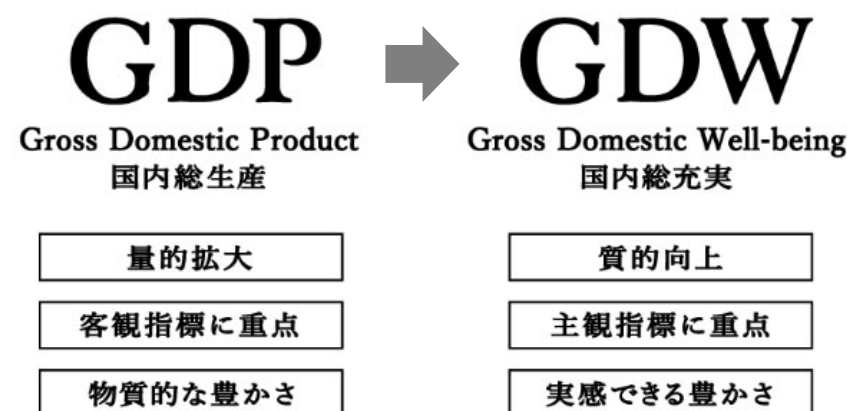 GDP
Gross Domestic Product
国内総生産
量的拡大
客観指標に重点
物質的な豊かさ
GDW
Gross Domestic Well-being
国内総充実
質的向上
主観指標に重点
実感できる豊かさ